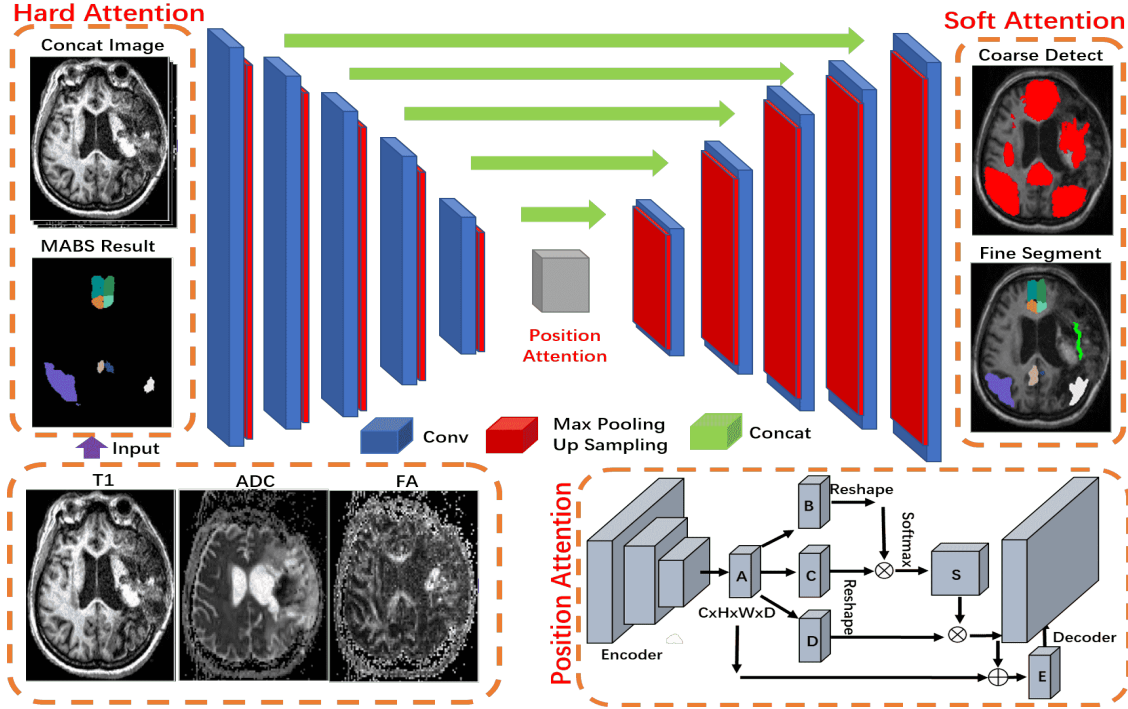 Hard Attention
Soft Attention
Concat Image
Coarse Detect
MABS Result
Fine Segment
Position
Attention
Conv
Max Pooling
Up Sampling
Concat
Input
T1
ADC
FA
Position Attention
B
Reshape
Softmax
A
C
S
CxHxWxD
Reshape
D
Encoder
Decoder
E